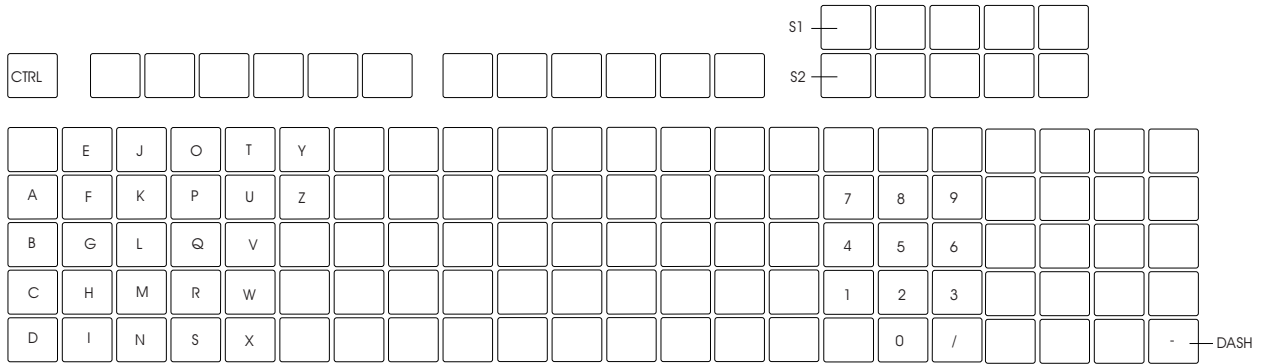 S1
CTRL S2
E J O T Y
A F K P U Z 7 8 9
B G L Q V 4 5 6
C H M R W 1 2 3
D I N S X 0 / - DASH